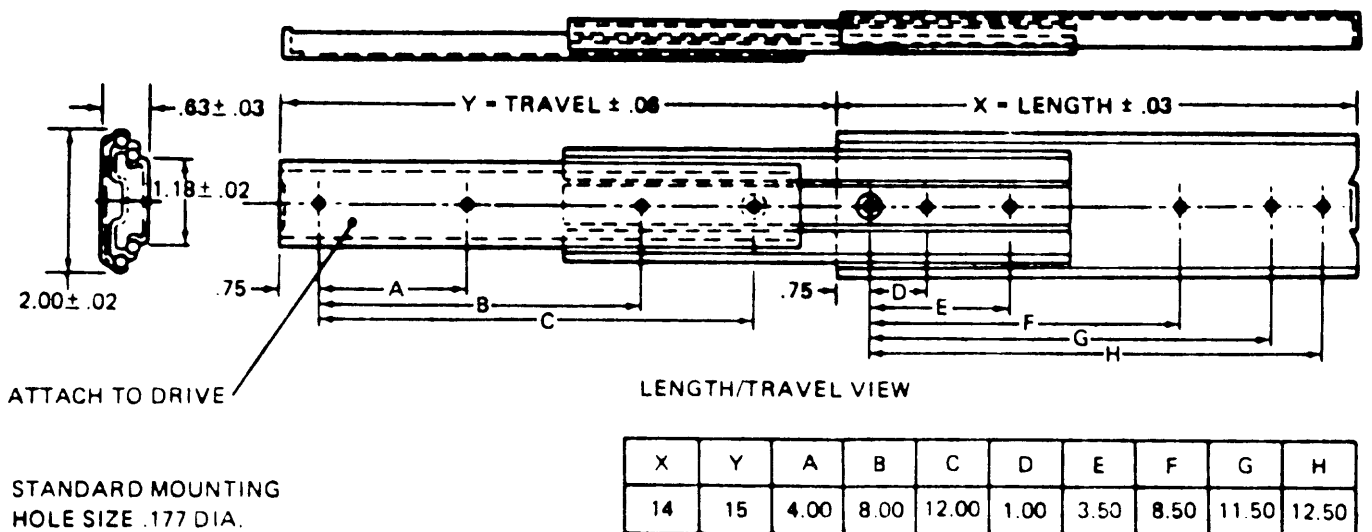 Y = TRAVEL ± .06
X = LENGTH ± .03
.63± .03
1.18± .02
2.00± .02
.75
A
B
C
.75
D
E
F
G
H
ATTACH TO DRIVE
LENGTH/TRAVEL VIEW
STANDARD MOUNTING
HOLE SIZE .177 DIA.
X Y A B C D E F G H
14 15 4.00 8.00 12.00 1.00 3.50 8.50 11.50 12.50